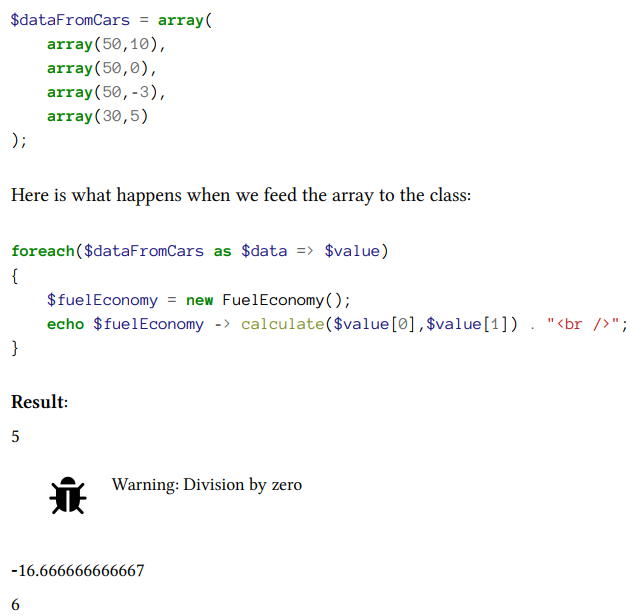 $dataFromCars = array(
    array(50,10),
    array(50,0),
    array(50,-3),
    array(30,5)
);
Here is what happens when we feed the array to the class:
foreach($dataFromCars as $data => $value)
{
    $fuelEconomy = new FuelEconomy();
    echo $fuelEconomy -> calculate($value[0],$value[1]) . "<br />";
}
Result:
5
Warning: Division by zero
-16.666666666667
6